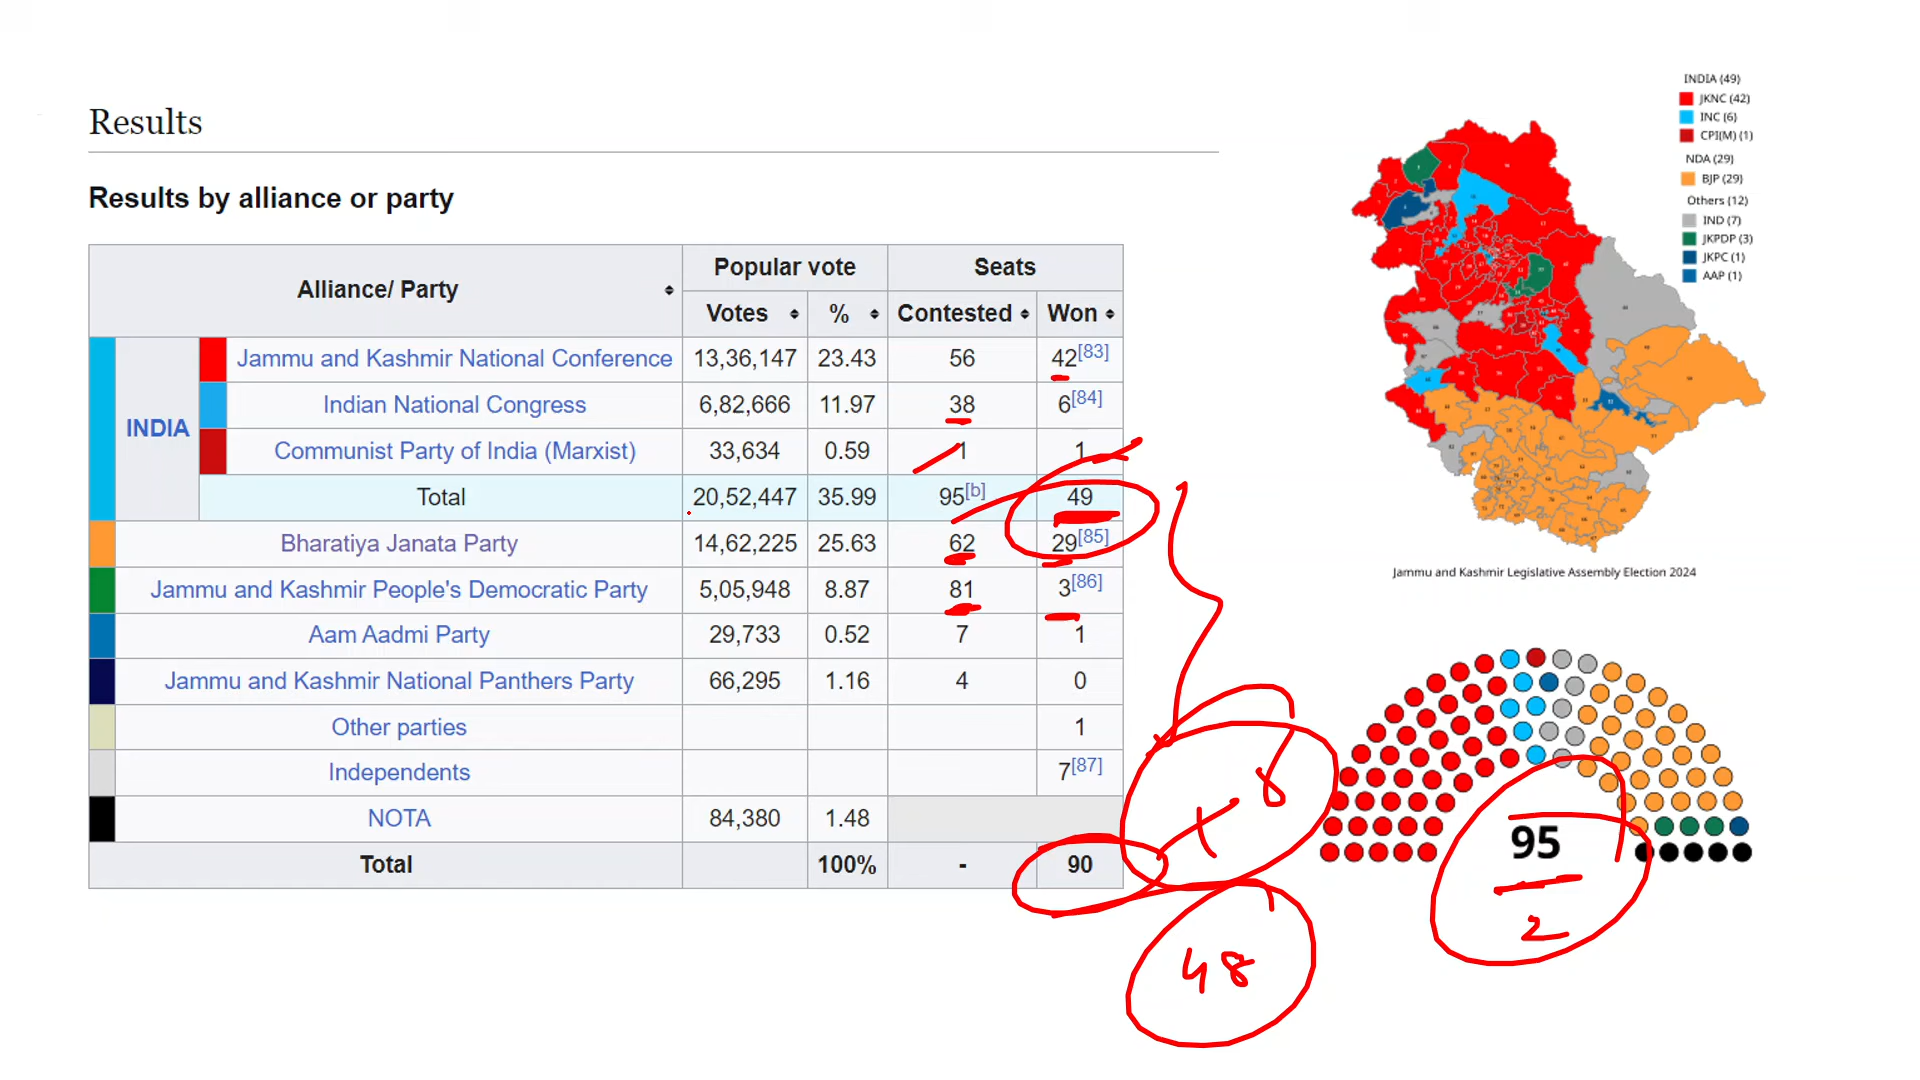 Results
Results by alliance or party
Alliance/ Party
Popular vote
Seats
Votes
%
Contested
Won
INDIA
Jammu and Kashmir National Conference 13,36,147 23.43 56 42[83]
Indian National Congress 6,82,666 11.97 38 6[84]
Communist Party of India (Marxist) 33,634 0.59 1 1
Total 20,52,447 35.99 95[b] 49
Bharatiya Janata Party 14,62,225 25.63 62 29[85]
Jammu and Kashmir People's Democratic Party 5,05,948 8.87 81 3[86]
Aam Aadmi Party 29,733 0.52 7 1
Jammu and Kashmir National Panthers Party 66,295 1.16 4 0
Other parties 1
Independents 7[87]
NOTA 84,380 1.48
Total 100% - 90
INDIA (49)
JKNC (42)
INC (6)
CPI(M) (1)
NDA (29)
BJP (29)
Others (12)
IND (7)
JKPDP (3)
JKPC (1)
AAP (1)
Jammu and Kashmir Legislative Assembly Election 2024
95
2
48